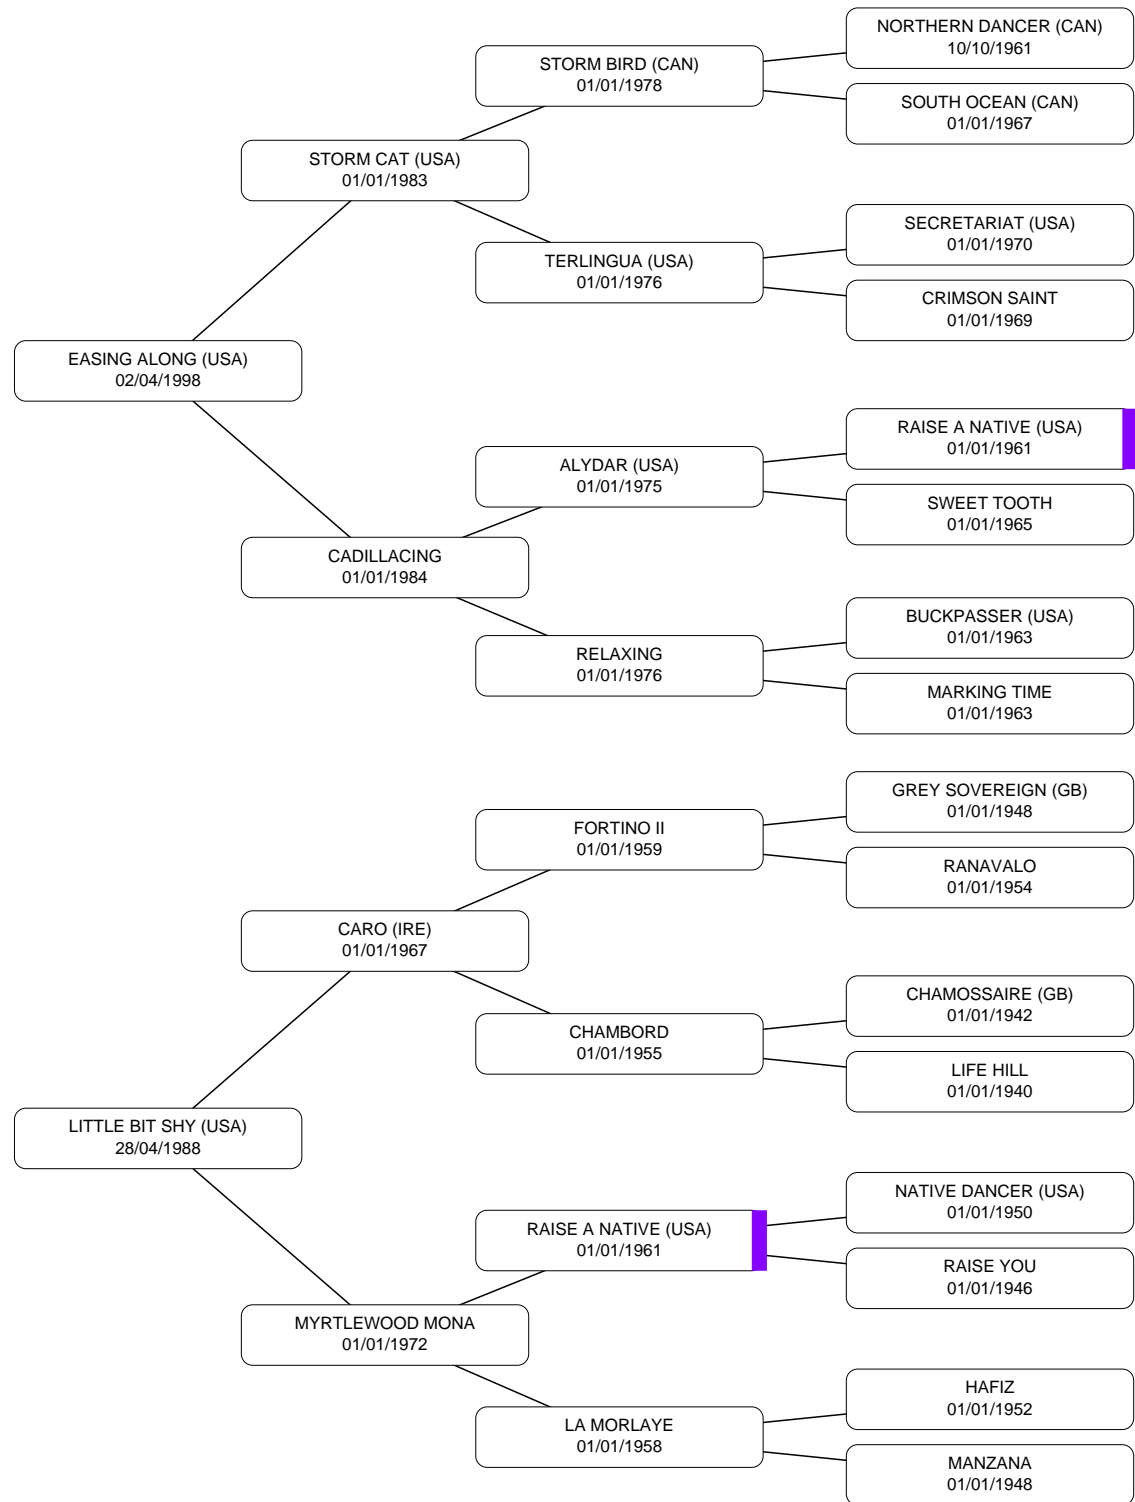 NORTHERN DANCER (CAN)
10/10/1961
STORM BIRD (CAN)
01/01/1978
SOUTH OCEAN (CAN)
01/01/1967
STORM CAT (USA)
01/01/1983
SECRETARIAT (USA)
01/01/1970
TERLINGUA (USA)
01/01/1976
CRIMSON SAINT
01/01/1969
EASING ALONG (USA)
02/04/1998
RAISE A NATIVE (USA)
01/01/1961
ALYDAR (USA)
01/01/1975
SWEET TOOTH
01/01/1965
CADILLACING
01/01/1984
BUCKPASSER (USA)
01/01/1963
RELAXING
01/01/1976
MARKING TIME
01/01/1963
GREY SOVEREIGN (GB)
01/01/1948
FORTINO II
01/01/1959
RANAVALO
01/01/1954
CARO (IRE)
01/01/1967
CHAMOSSAIRE (GB)
01/01/1942
CHAMBORD
01/01/1955
LIFE HILL
01/01/1940
LITTLE BIT SHY (USA)
28/04/1988
NATIVE DANCER (USA)
01/01/1950
RAISE A NATIVE (USA)
01/01/1961
RAISE YOU
01/01/1946
MYRTLEWOOD MONA
01/01/1972
HAFIZ
01/01/1952
LA MORLAYE
01/01/1958
MANZANA
01/01/1948